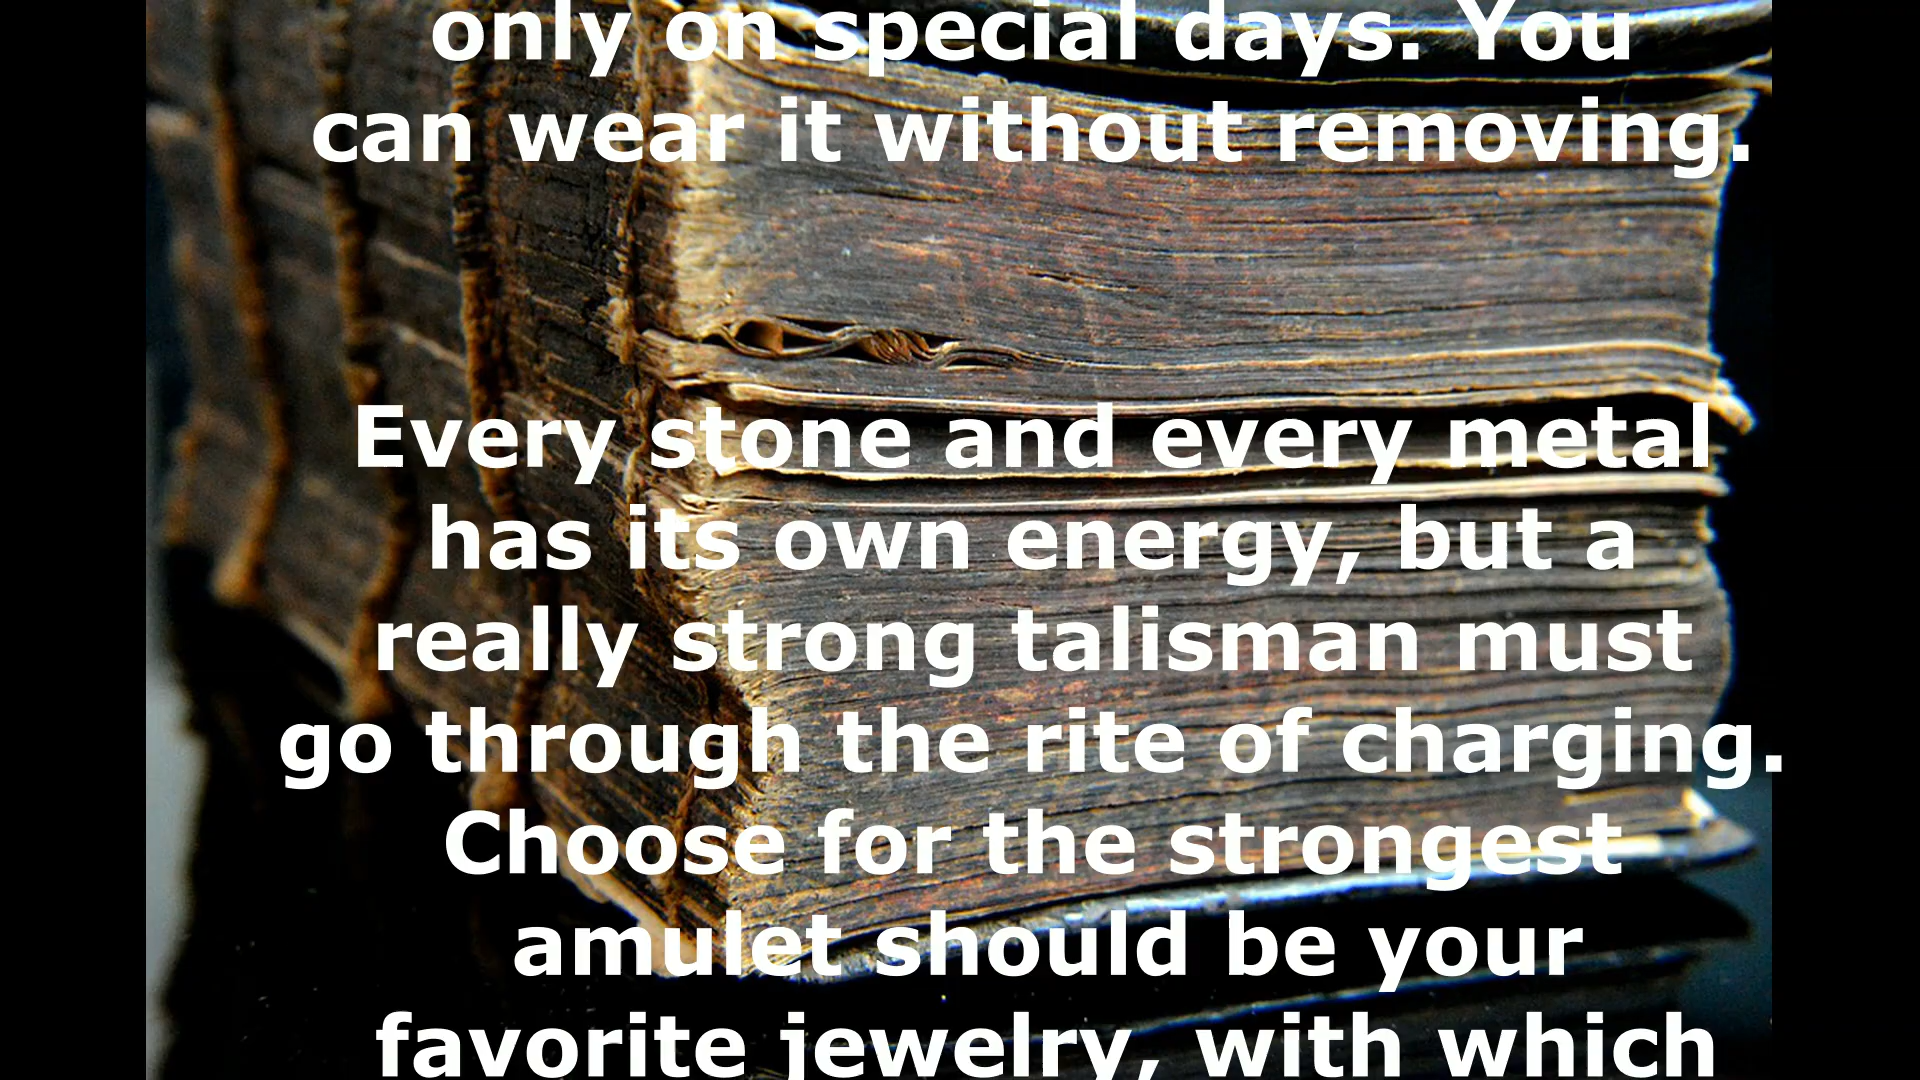 only on special days. You
can wear it without removing.
Every stone and every metal
has its own energy, but a
really strong talisman must
go through the rite of charging.
Choose for the strongest
amulet should be your
favorite jewelry, with which